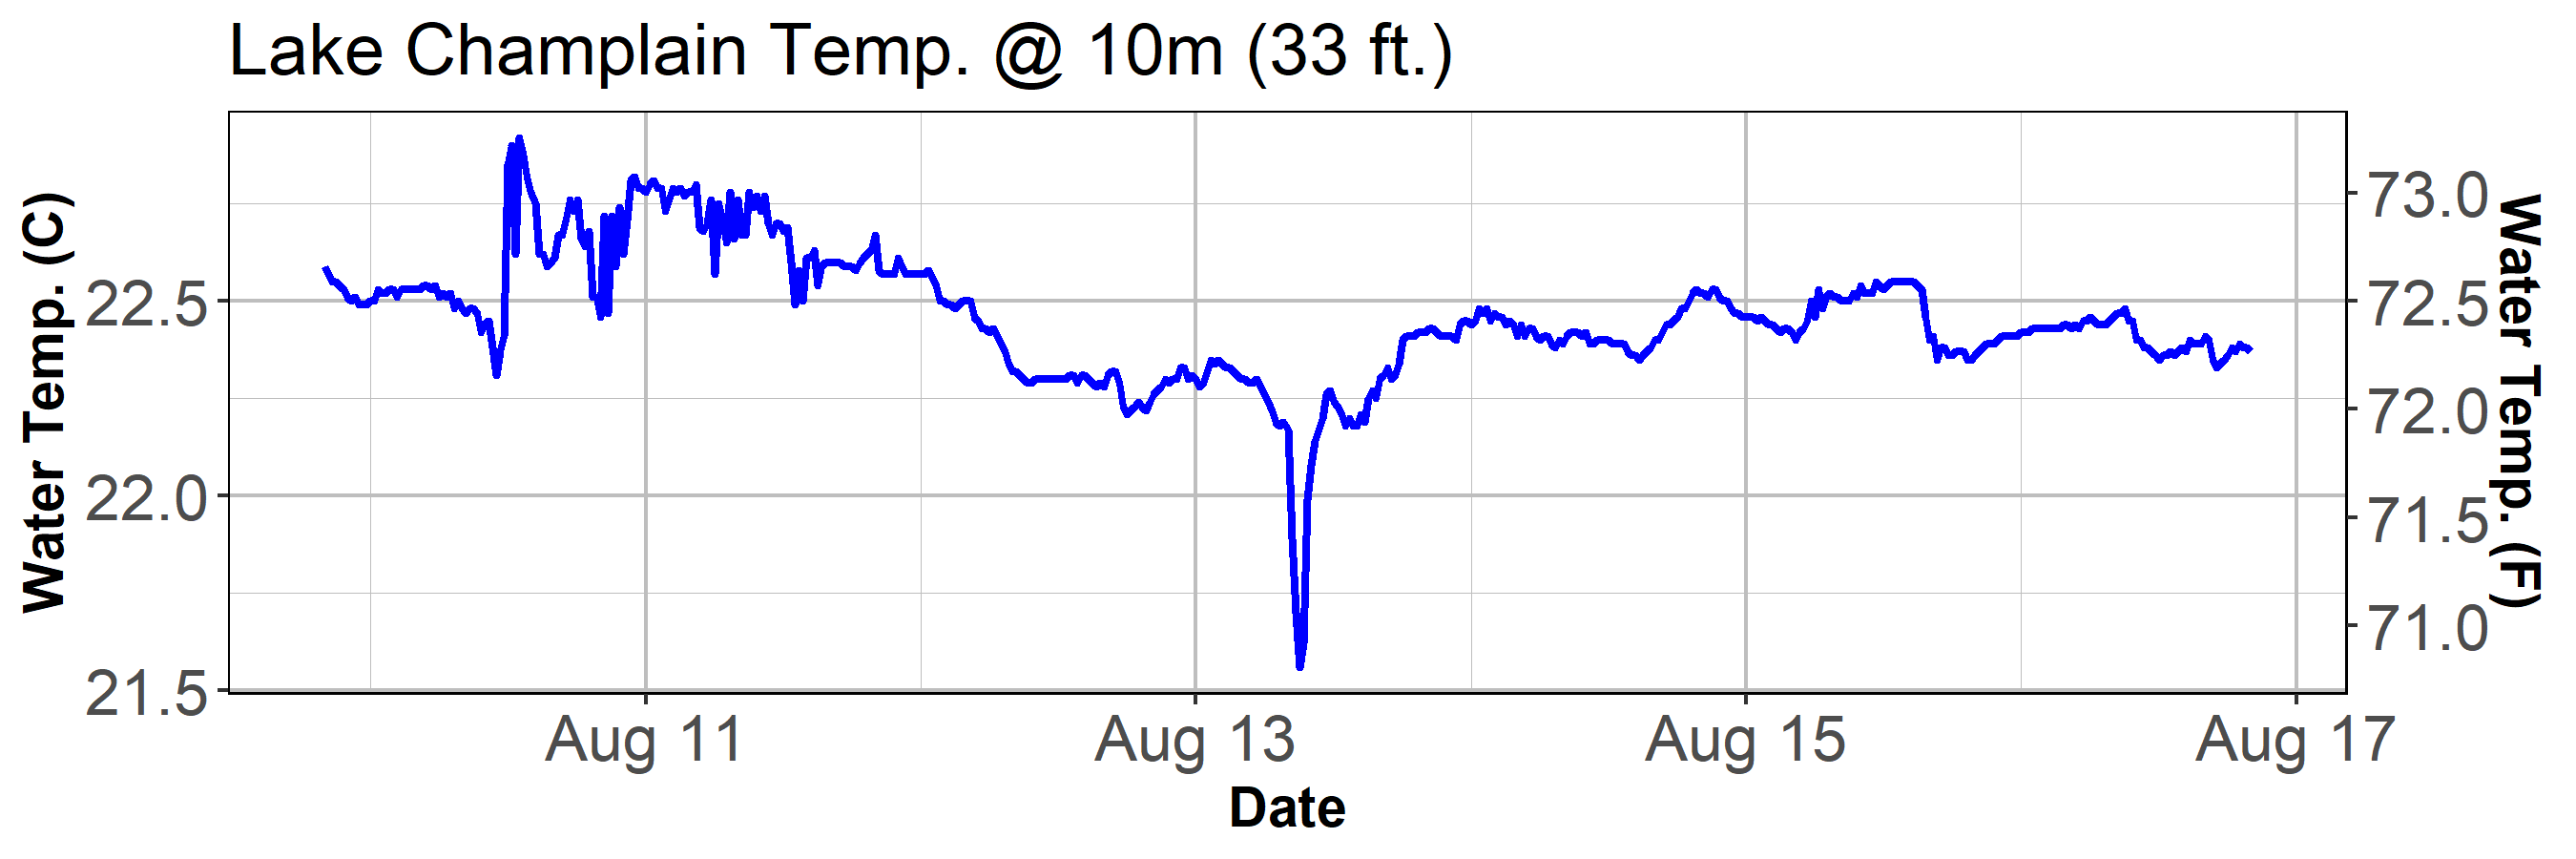 Lake Champlain Temp. @ 10m (33 ft.)
Water Temp. (C)
22.5
22.0
21.5
73.0
72.5
72.0
71.5
71.0
Water Temp. (F)
Aug 11
Aug 13
Aug 15
Aug 17
Date